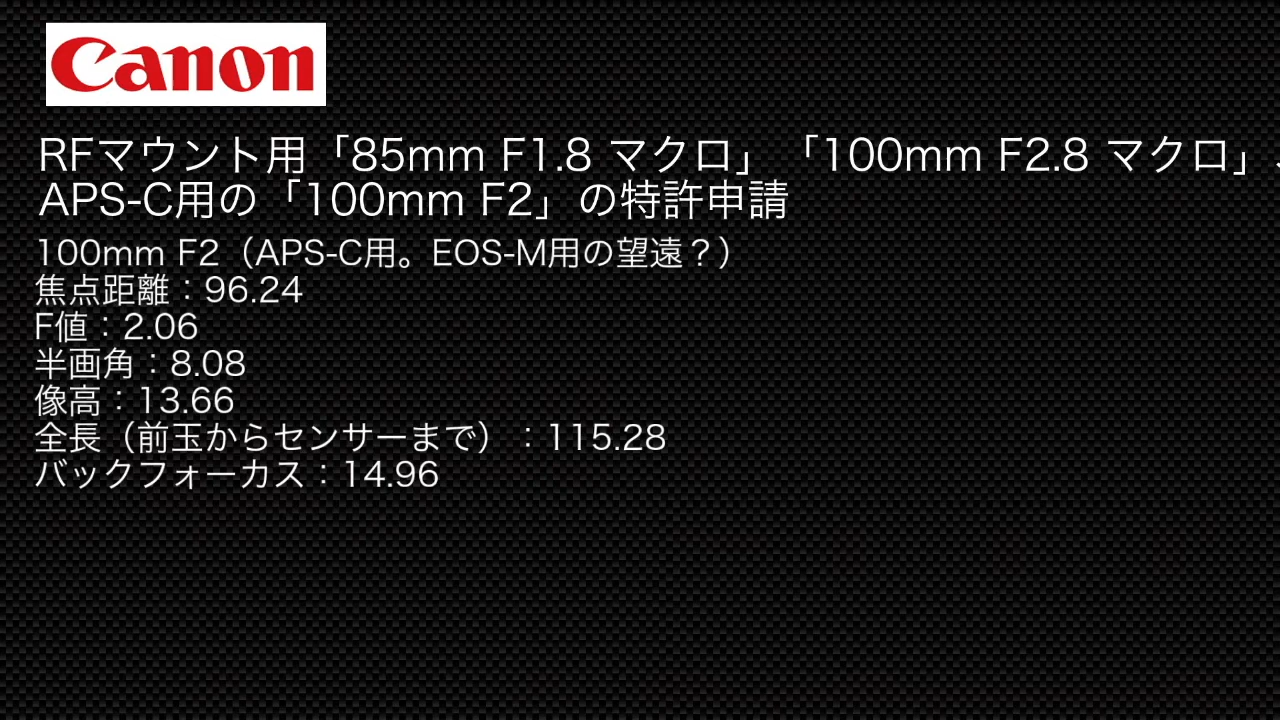 Canon
RFマウント用「85mm F1.8 マクロ」「100mm F2.8 マクロ」
APS-C用の「100mm F2」の特許申請
100mm F2（APS-C用。EOS-M用の望遠？）
焦点距離：96.24
F値：2.06
半画角：8.08
像高：13.66
全長（前玉からセンサーまで）：115.28
バックフォーカス：14.96